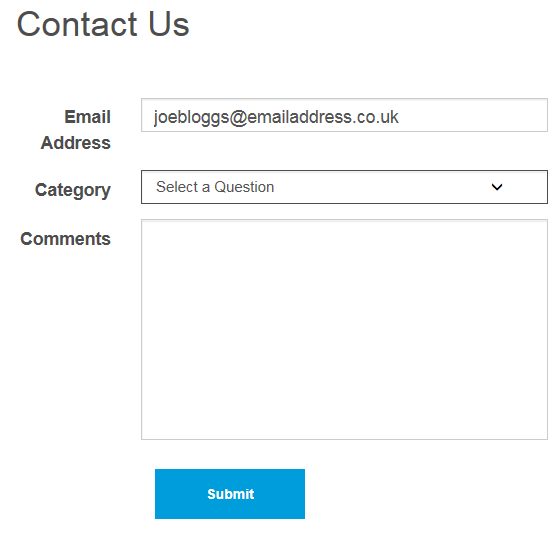 Contact Us
Email
Address
joebloggs@emailaddress.co.uk
Category
Select a Question
Comments
Submit